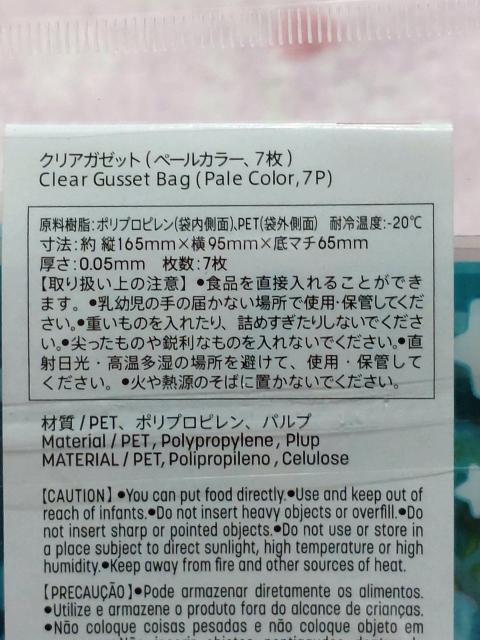 クリアガゼット(ペールカラー、7枚)
Clear Gusset Bag (Pale Color, 7P)
原料樹脂:ポリプロピレン(袋内側面)、PET(袋外側面) 耐冷温度:-20℃
寸法:約 縦165mm×横95mm×底マチ65mm
厚さ:0.05mm 枚数:7枚
【取り扱い上の注意】●食品を直接入れることができ
ます。●乳幼児の手の届かない場所で使用・保管してくだ
さい。●重いものを入れたり、詰めすぎたりしないでくださ
い。●尖ったものや鋭利なものを入れないでください。●直
射日光・高温多湿の場所を避けて、使用・保管して
ください。●火や熱源のそばに置かないでください。
材質/PET、ポリプロピレン、パルプ
Material / PET, Polypropylene, Plup
MATERIAL / PET, Polipropileno, Celulose
【CAUTION】●You can put food directly.●Use and keep out of
reach of infants.●Do not insert heavy objects or overfill.●Do
not insert sharp or pointed objects.●Do not use or store in
a place subject to direct sunlight, high temperature or high
humidity.●Keep away from fire and other sources of heat.
【PRECAUÇÃO】●Pode armazenar diretamente os alimentos.
●Utilize e armazene o produto fora do alcance de crianças.
●Não coloque coisas pesadas e não coloque objeto em